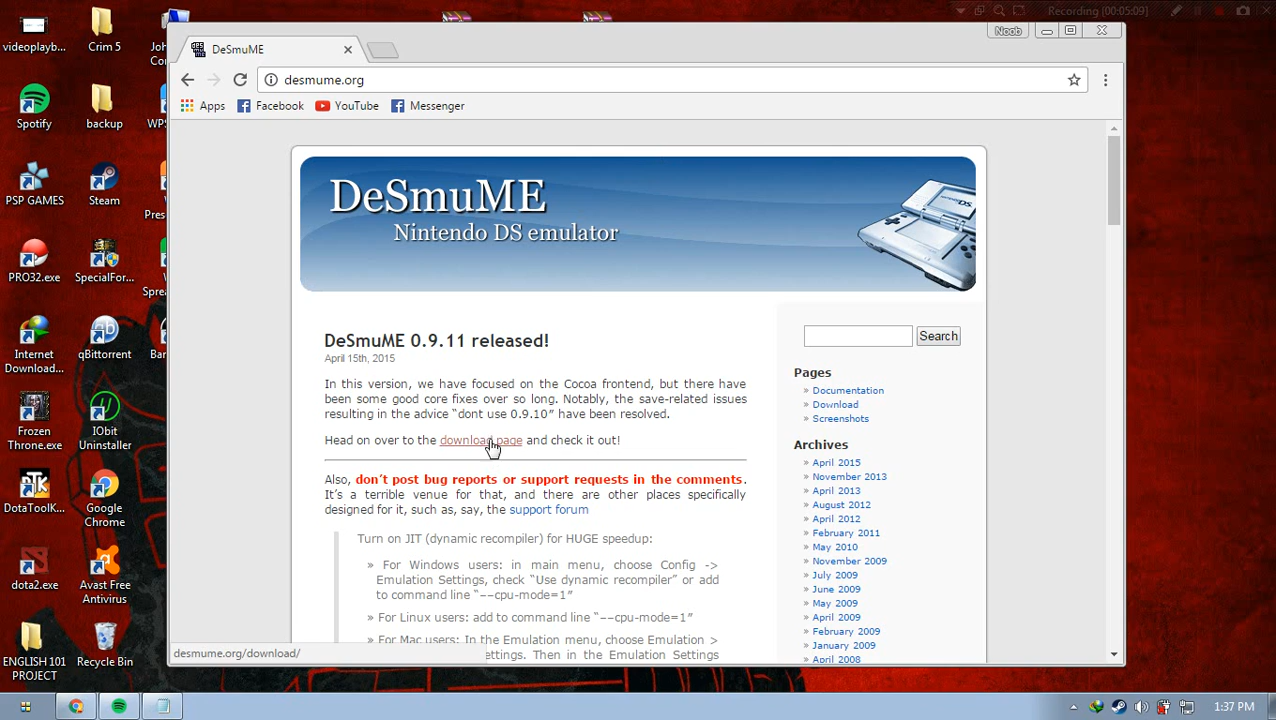 Recording (00:05:09)
Noob
DeSmuME
desmume.org
Apps
Facebook
YouTube
Messenger
DeSmuME
Nintendo DS emulator
DeSmuME 0.9.11 released!
April 15th, 2015
In this version, we have focused on the Cocoa frontend, but there have
been some good core fixes over so long. Notably, the save-related issues
resulting in the advice “dont use 0.9.10” have been resolved.
Head on over to the download page and check it out!
Also, don’t post bug reports or support requests in the comments.
It’s a terrible venue for that, and there are other places specifically
designed for it, such as, say, the support forum
Turn on JIT (dynamic recompiler) for HUGE speedup:
» For Windows users: in main menu, choose Config ->
Emulation Settings, check “Use dynamic recompiler” or add
to command line “--cpu-mode=1”
» For Linux users: add to command line “--cpu-mode=1”
» For Mac users: In the Emulation menu, choose Emulation >
ettings. Then in the Emulation Settings
desmume.org/download/
Search
Pages
» Documentation
» Download
» Screenshots
Archives
» April 2015
» November 2013
» April 2013
» August 2012
» April 2012
» February 2011
» May 2010
» November 2009
» July 2009
» June 2009
» May 2009
» April 2009
» February 2009
» January 2009
» April 2008
videoplayb...
Crim 5
Spotify
backup
PSP GAMES
Steam
PRO32.exe
SpecialFor...
Internet
Download...
qBittorrent
Frozen
Throne.exe
IObit
Uninstaller
DotaToolK...
Google
Chrome
dota2.exe
Avast Free
Antivirus
ENGLISH 101
PROJECT
Recycle Bin
1:37 PM